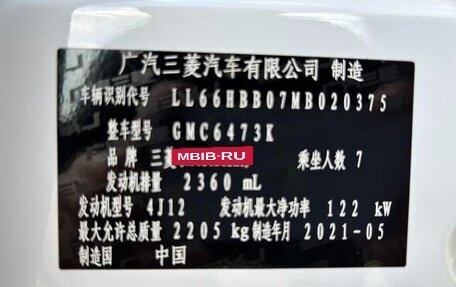 广汽三菱汽车有限公司 制造
车辆识别代号 LL66HBB07MB020375
整车型号 GMC6473K
品 牌 三菱 乘坐人数 7
MBIB-RU
发动机排量 2360 mL
发动机型号 4J12 发动机最大净功率 122 kW
最大允许总质量 2205 kg 制造年月 2021-05
制造国 中国